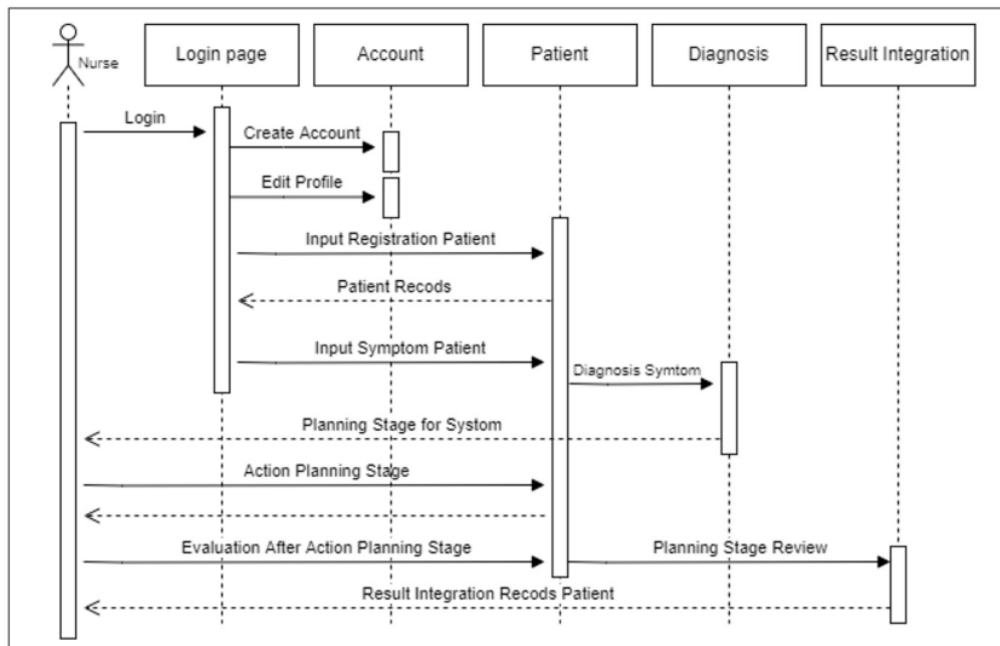 Nurse
Login page
Account
Patient
Diagnosis
Result Integration
Login
Create Account
Edit Profile
Input Registration Patient
Patient Recods
Input Symptom Patient
Diagnosis Symtom
Planning Stage for Systom
Action Planning Stage
Evaluation After Action Planning Stage
Planning Stage Review
Result Integration Recods Patient